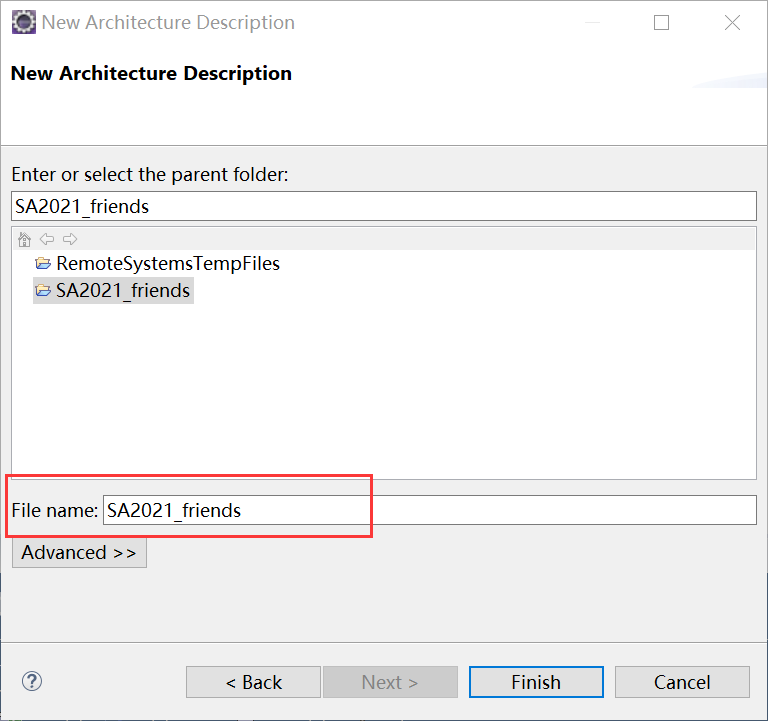 New Architecture Description
New Architecture Description
Enter or select the parent folder:
SA2021_friends
RemoteSystemsTempFiles
SA2021_friends
File name: SA2021_friends
Advanced >>
? < Back Next > Finish Cancel